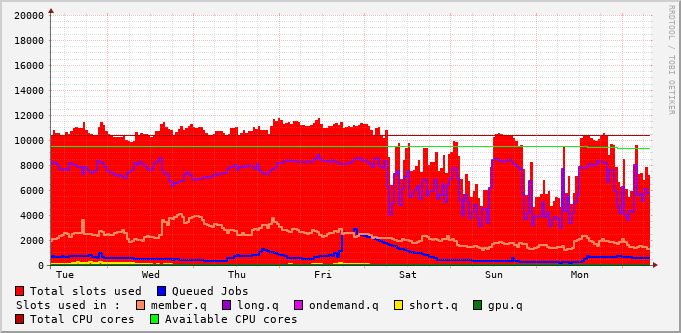 20000
18000
16000
14000
12000
10000
8000
6000
4000
2000
0
Tue Wed Thu Fri Sat Sun Mon
RRDTOOL / TOBI OETIKER
Total slots used Queued Jobs
Slots used in : member.q long.q ondemand.q short.q gpu.q
Total CPU cores Available CPU cores